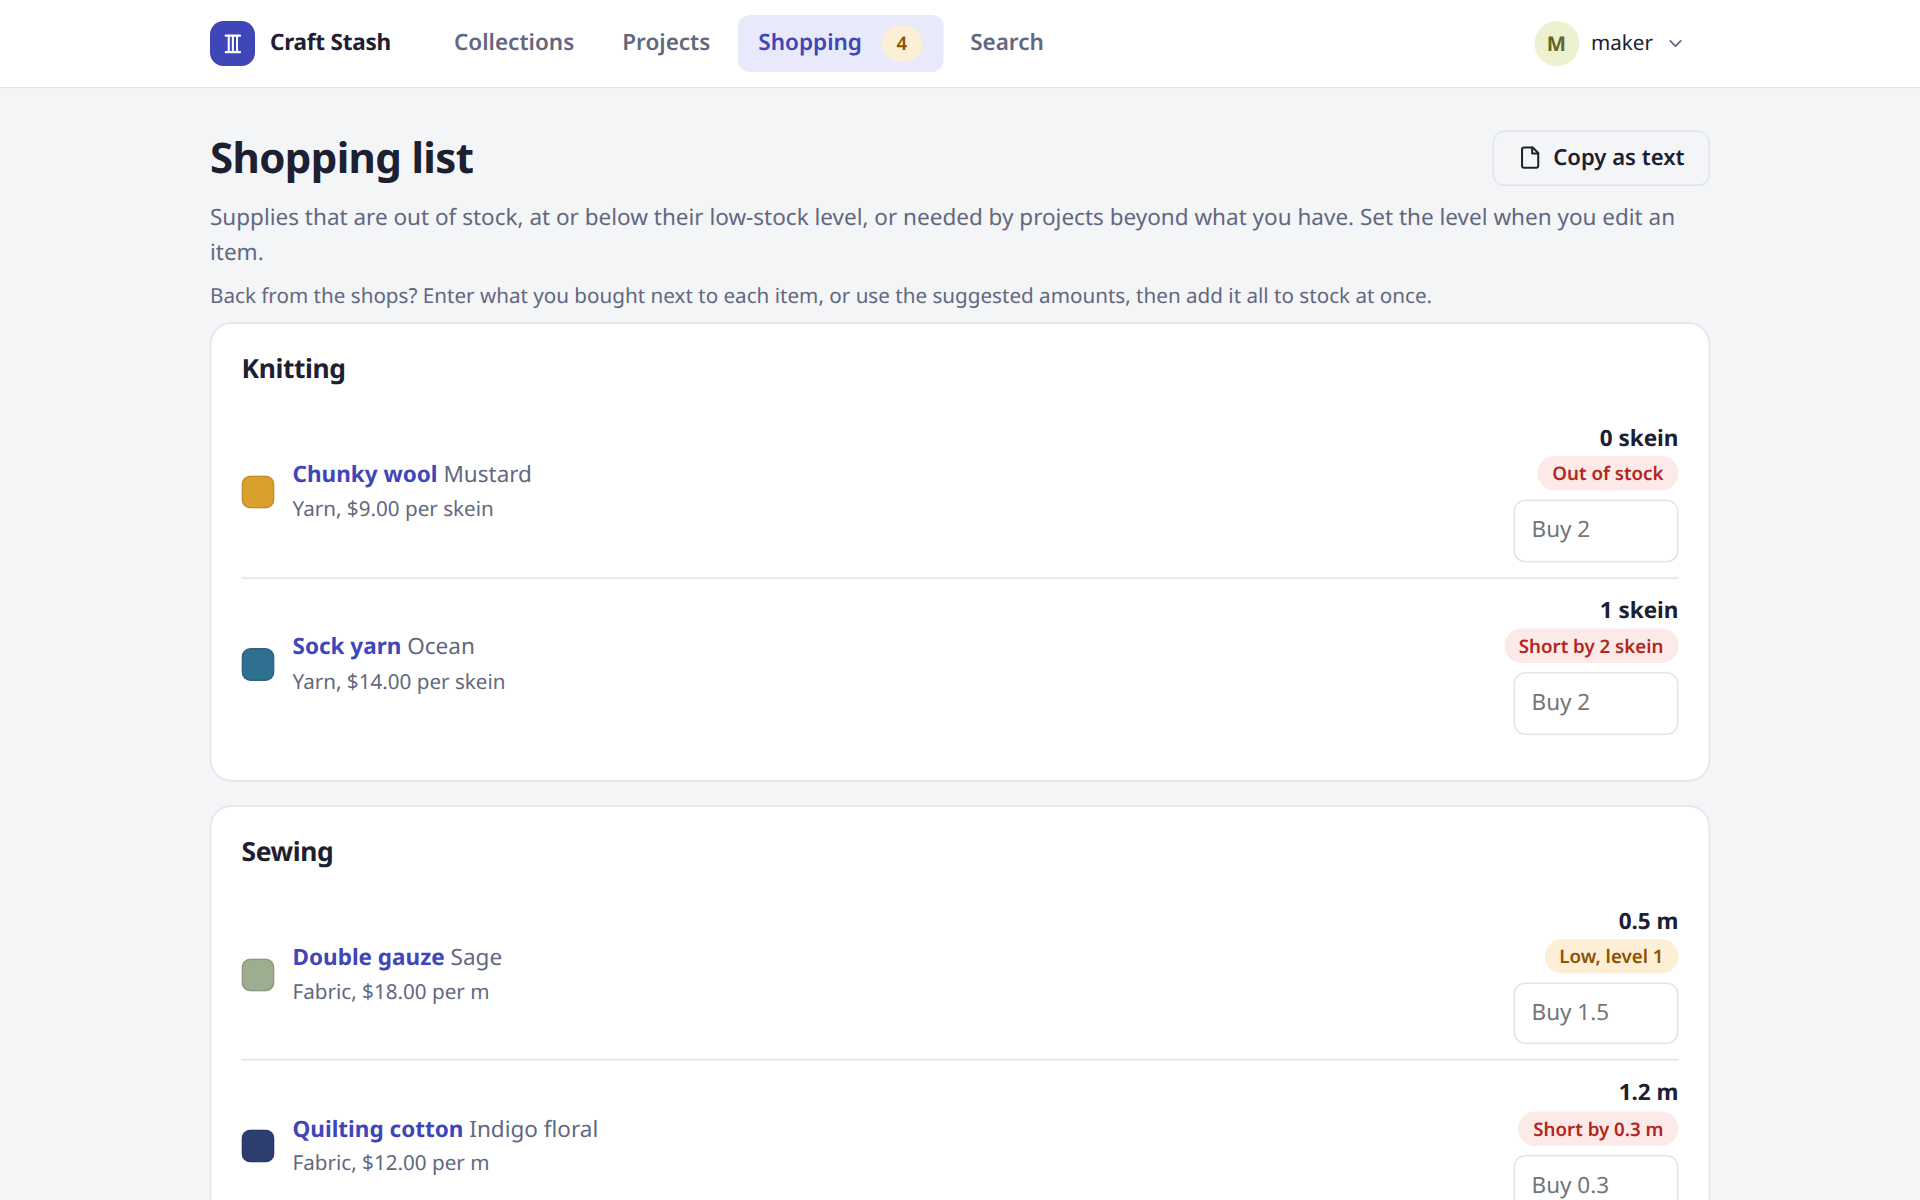 Craft Stash
Collections
Projects
Shopping 4
Search
M maker
Shopping list
Copy as text
Supplies that are out of stock, at or below their low-stock level, or needed by projects beyond what you have. Set the level when you edit an
item.
Back from the shops? Enter what you bought next to each item, or use the suggested amounts, then add it all to stock at once.
Knitting
Chunky wool Mustard
Yarn, $9.00 per skein
0 skein
Out of stock
Buy 2
Sock yarn Ocean
Yarn, $14.00 per skein
1 skein
Short by 2 skein
Buy 2
Sewing
Double gauze Sage
Fabric, $18.00 per m
0.5 m
Low, level 1
Buy 1.5
Quilting cotton Indigo floral
Fabric, $12.00 per m
1.2 m
Short by 0.3 m
Buy 0.3